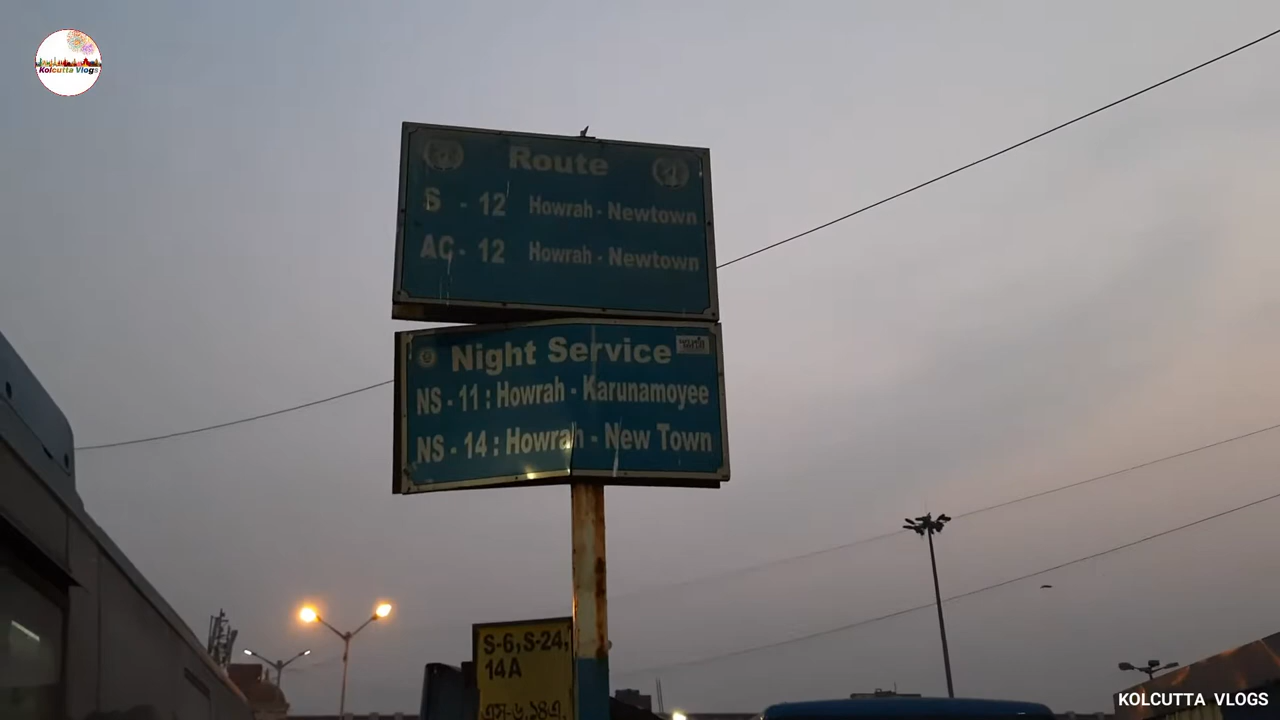 Kolcutta Vlogs
Route
S - 12 Howrah - Newtown
AC - 12 Howrah - Newtown
Night Service
NS - 11 : Howrah - Karunamoyee
NS - 14 : Howrah - New Town
S-6, S-24,
14A
KOLCUTTA VLOGS